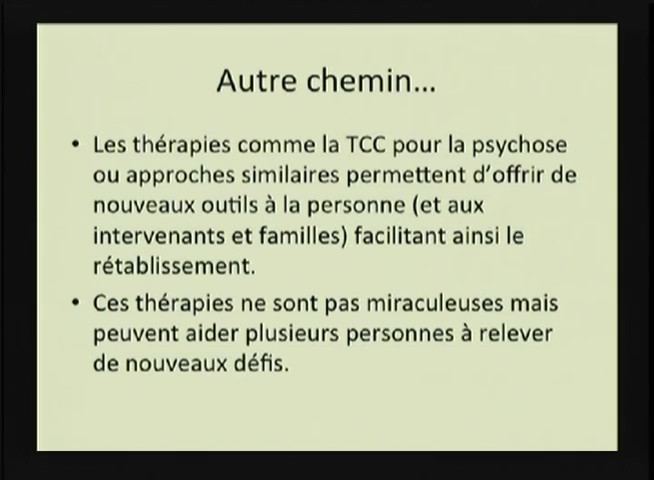 Autre chemin…
• Les thérapies comme la TCC pour la psychose
ou approches similaires permettent d’offrir de
nouveaux outils à la personne (et aux
intervenants et familles) facilitant ainsi le
rétablissement.
• Ces thérapies ne sont pas miraculeuses mais
peuvent aider plusieurs personnes à relever
de nouveaux défis.